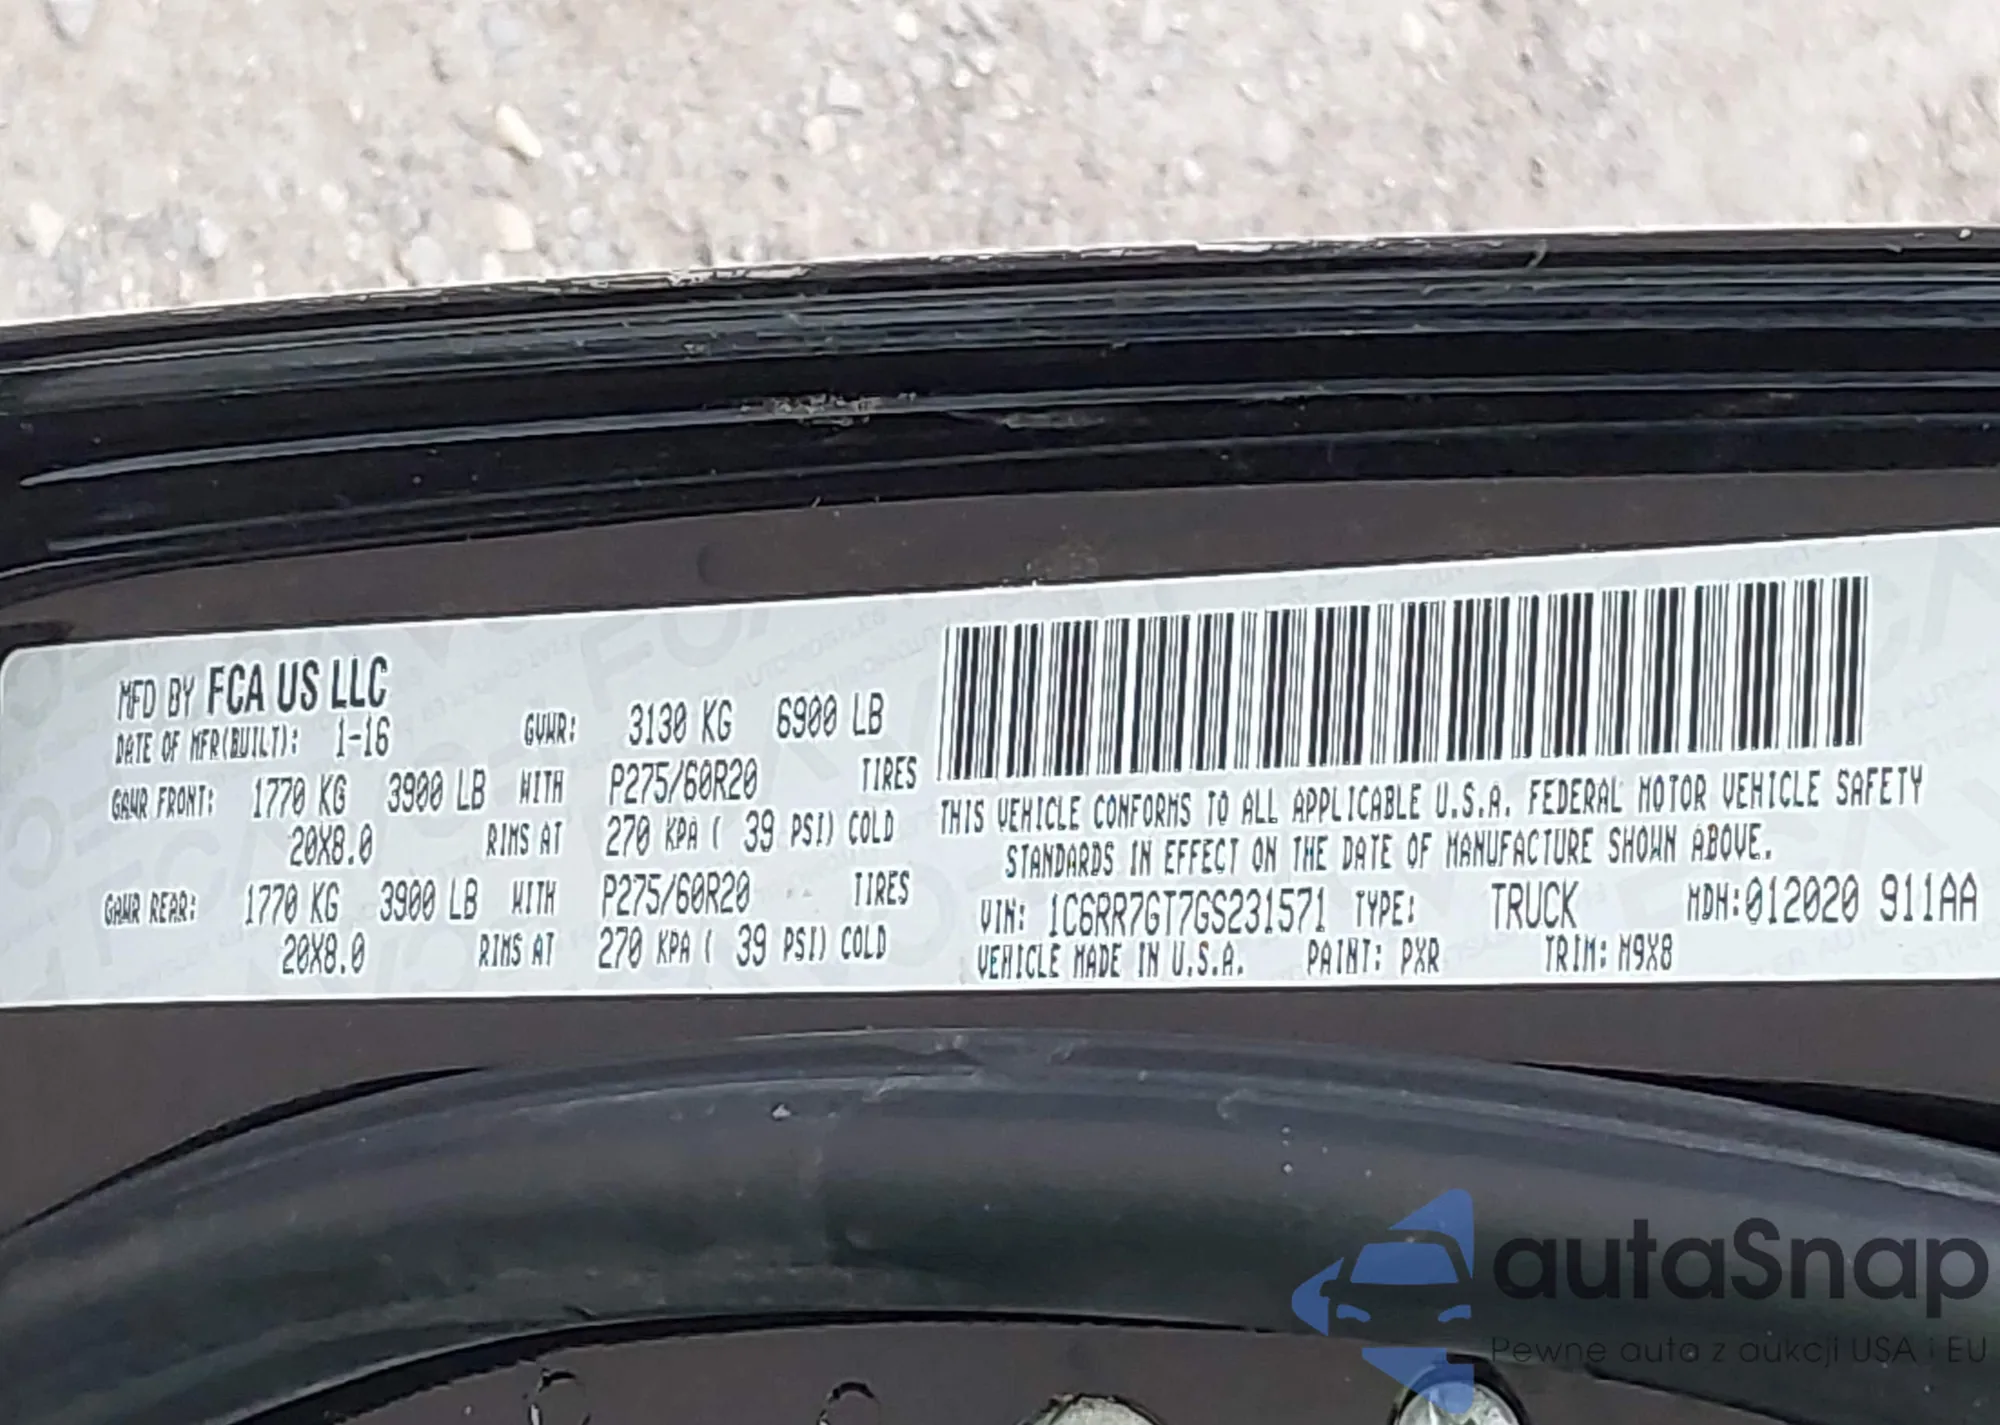 MFD BY FCA US LLC
DATE OF MFR(BUILT): 1-16 GVWR: 3130 KG 6900 LB
GAWR FRONT: 1770 KG 3900 LB WITH P275/60R20 TIRES
20X8.0 RIMS AT 270 KPA ( 39 PSI) COLD
GAWR REAR: 1770 KG 3900 LB WITH P275/60R20 TIRES
20X8.0 RIMS AT 270 KPA ( 39 PSI) COLD
THIS VEHICLE CONFORMS TO ALL APPLICABLE U.S.A. FEDERAL MOTOR VEHICLE SAFETY
STANDARDS IN EFFECT ON THE DATE OF MANUFACTURE SHOWN ABOVE.
VIN: 1C6RR7GT7GS231571 TYPE: TRUCK MDH:012020 911AA
VEHICLE MADE IN U.S.A. PAINT: PXR TRIM: M9X8
autaSnap
Pewne auta z aukcji USA i EU